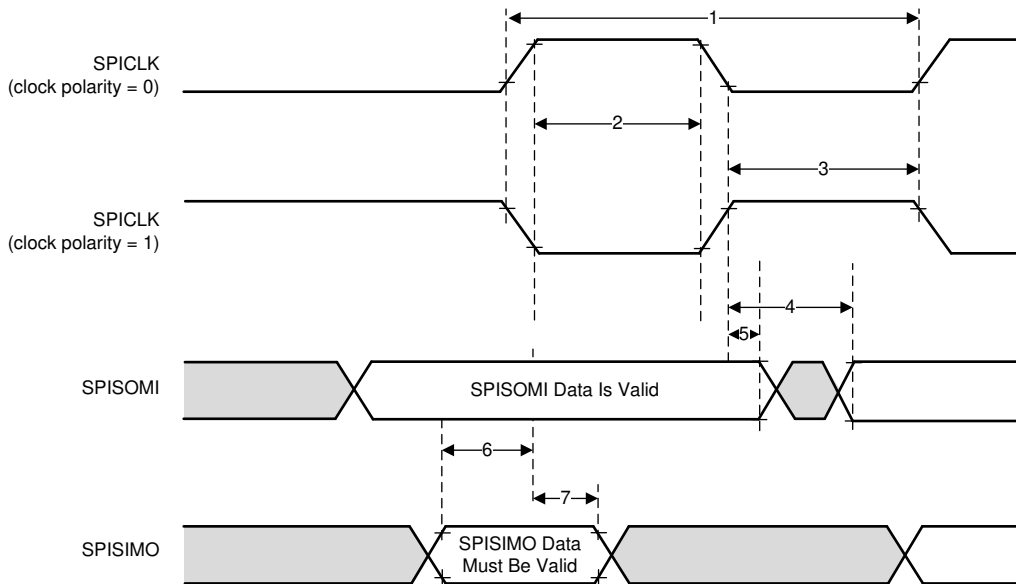 1
SPICLK
(clock polarity = 0)
2
3
SPICLK
(clock polarity = 1)
4
5
SPISOMI
SPISOMI Data Is Valid
6
7
SPISIMO
SPISIMO Data
Must Be Valid